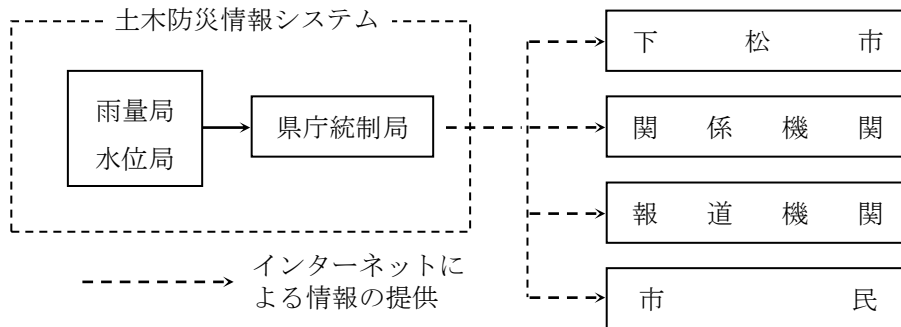 土木防災情報システム
雨量局
水位局
県庁統制局
下松市
関係機関
報道機関
市民
インターネットに
よる情報の提供